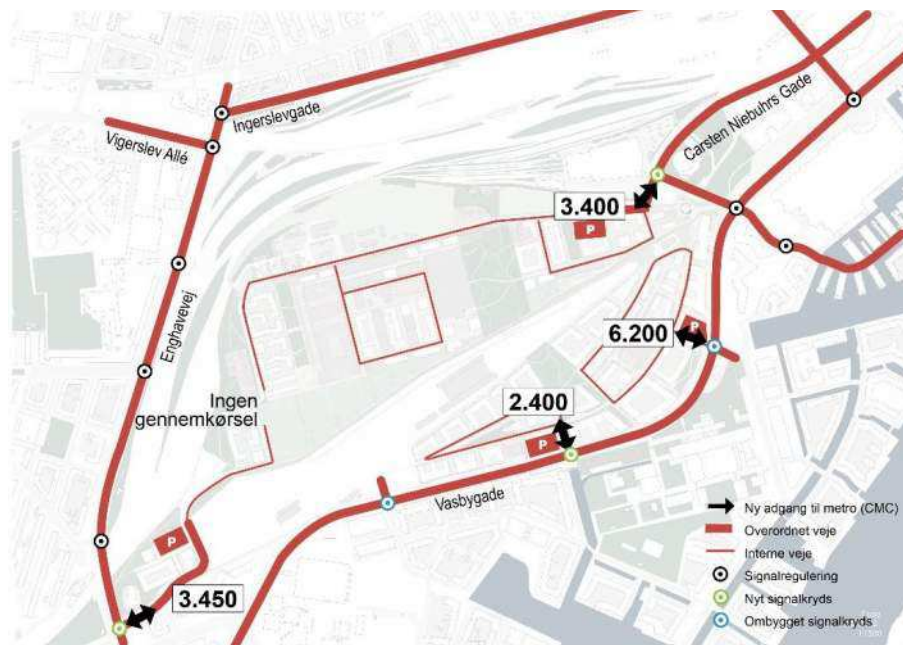 Ingerslevgade
Vigerslev Allé
Carsten Niebuhrs Gade
3.400
P
Enghavevej
P
6.200
Ingen
gennemkørsel
2.400
P
Vasbygade
P
3.450
Ny adgang til metro (CMC)
Overordnet veje
Interne veje
Signalregulering
Nyt signalkryds
Ombygget signalkryds